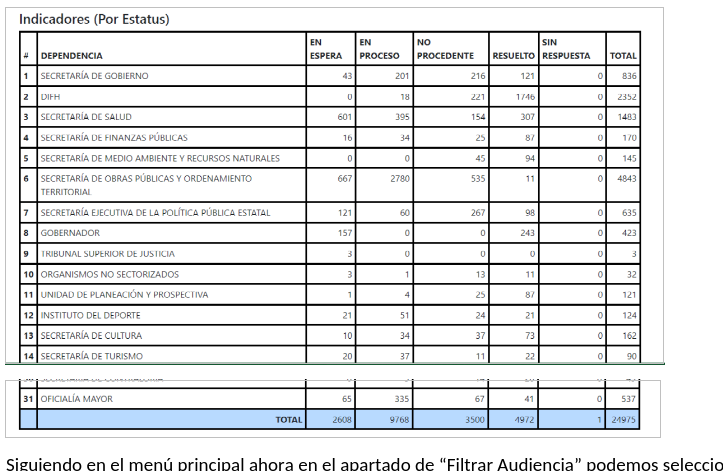 Indicadores (Por Estatus)
# DEPENDENCIA EN ESPERA EN PROCESO NO PROCEDENTE RESUELTO SIN RESPUESTA TOTAL
1 SECRETARÍA DE GOBIERNO 43 201 216 121 0 836
2 DIFH 0 18 221 1746 0 2352
3 SECRETARÍA DE SALUD 601 395 154 307 0 1483
4 SECRETARÍA DE FINANZAS PÚBLICAS 16 34 25 87 0 170
5 SECRETARÍA DE MEDIO AMBIENTE Y RECURSOS NATURALES 0 0 45 94 0 145
6 SECRETARÍA DE OBRAS PÚBLICAS Y ORDENAMIENTO 667 2780 535 11 0 4843
TERRITORIAL
7 SECRETARÍA EJECUTIVA DE LA POLÍTICA PÚBLICA ESTATAL 121 60 267 98 0 635
8 GOBERNADOR 157 0 0 243 0 423
9 TRIBUNAL SUPERIOR DE JUSTICIA 3 0 0 0 0 3
10 ORGANISMOS NO SECTORIZADOS 3 1 13 11 0 32
11 UNIDAD DE PLANEACIÓN Y PROSPECTIVA 1 4 25 87 0 121
12 INSTITUTO DEL DEPORTE 21 51 24 21 0 124
13 SECRETARÍA DE CULTURA 10 34 37 73 0 162
14 SECRETARÍA DE TURISMO 20 37 11 22 0 90
31 OFICIALÍA MAYOR 65 335 67 41 0 537
TOTAL 2608 9768 3500 4972 1 24975
Siguiendo en el menú principal ahora en el apartado de “Filtrar Audiencia” podemos seleccio